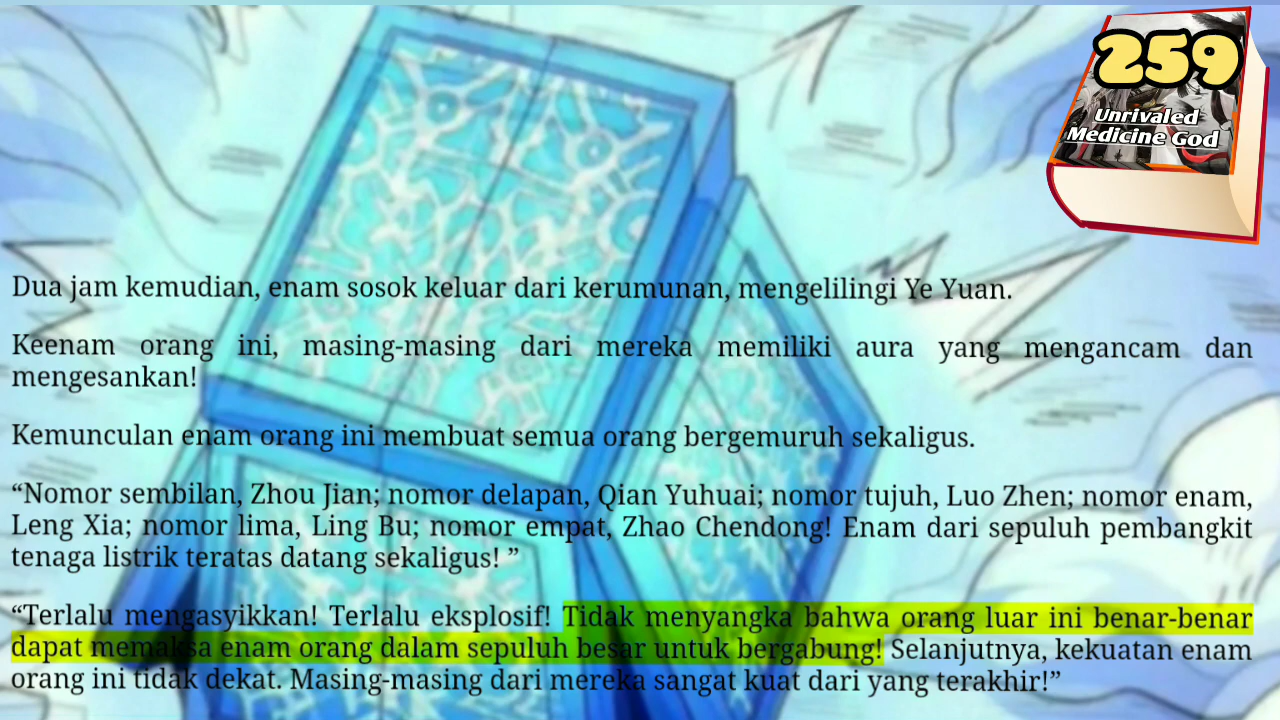 259
Unrivaled
Medicine God
Dua jam kemudian, enam sosok keluar dari kerumunan, mengelilingi Ye Yuan.
Keenam orang ini, masing-masing dari mereka memiliki aura yang mengancam dan
mengesankan!
Kemunculan enam orang ini membuat semua orang bergemuruh sekaligus.
“Nomor sembilan, Zhou Jian; nomor delapan, Qian Yuhuai; nomor tujuh, Luo Zhen; nomor enam,
Leng Xia; nomor lima, Ling Bu; nomor empat, Zhao Chendong! Enam dari sepuluh pembangkit
tenaga listrik teratas datang sekaligus! ”
“Terlalu mengasyikkan! Terlalu eksplosif! Tidak menyangka bahwa orang luar ini benar-benar
dapat memaksa enam orang dalam sepuluh besar untuk bergabung! Selanjutnya, kekuatan enam
orang ini tidak dekat. Masing-masing dari mereka sangat kuat dari yang terakhir!”